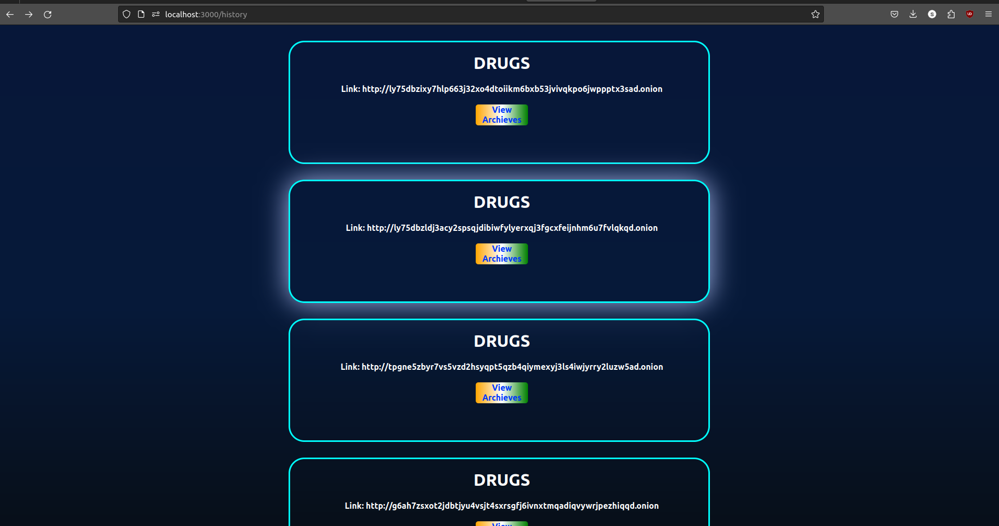 localhost:3000/history
S
DRUGS
Link: http://ly75dbzixy7hlp663j32xo4dtoiikm6bxb53jvivqkpo6jwppptx3sad.onion
View
Archieves
DRUGS
Link: http://ly75dbzldj3acy2spsqjdibiwfylyerxqj3fgcxfeijnhm6u7fvlqkqd.onion
View
Archieves
DRUGS
Link: http://tpgne5zbyr7vs5vzd2hsyqpt5qzb4qiymexyj3ls4iwjyrry2luzw5ad.onion
View
Archieves
DRUGS
Link: http://g6ah7zsxot2jdbtjyu4vsjt4sxrsgfj6ivnxtmqadiqvywrjpezhiqqd.onion
View